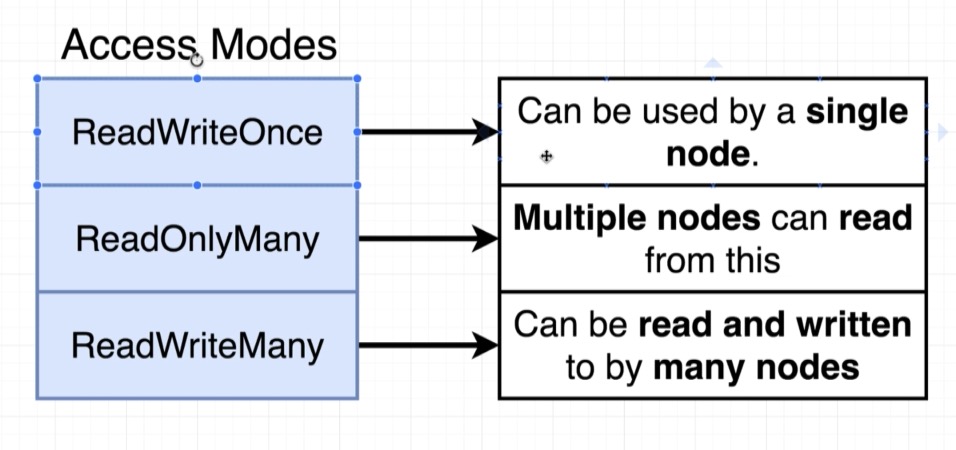 Access Modes
ReadWriteOnce
Can be used by a single
node.
ReadOnlyMany
Multiple nodes can read
from this
ReadWriteMany
Can be read and written
to by many nodes